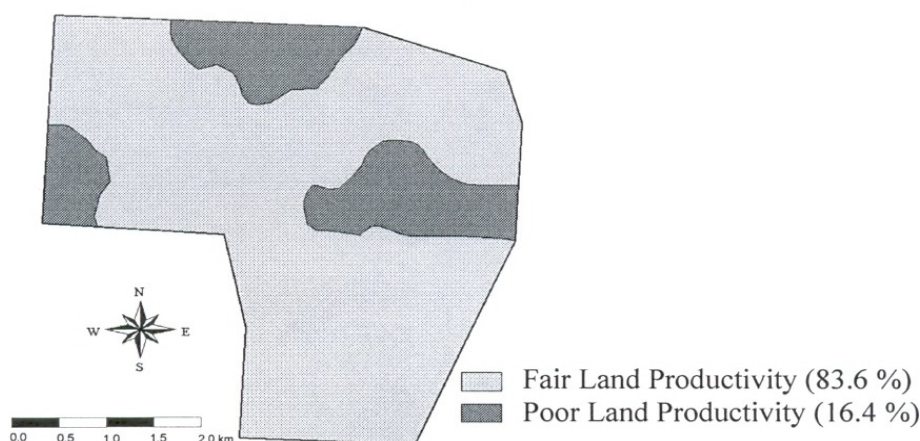 N
W E
S
Fair Land Productivity (83.6 %)
Poor Land Productivity (16.4 %)
0.0 0.5 1.0 1.5 2.0 km